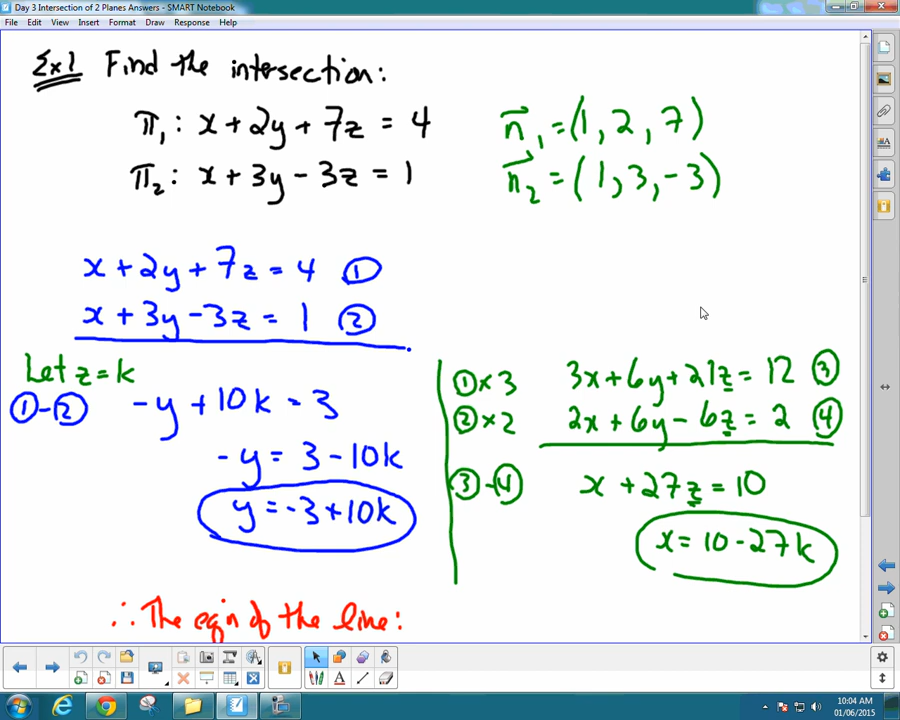 Day 3 Intersection of 2 Planes Answers - SMART Notebook
File Edit View Insert Format Draw Response Help
Ex1 Find the intersection:
π₁: x + 2y + 7z = 4
π₂: x + 3y - 3z = 1
n⃗₁ = (1, 2, 7)
n⃗₂ = (1, 3, -3)
x + 2y + 7z = 4 ①
x + 3y - 3z = 1 ②
Let z = k
①-② -y + 10k = 3
-y = 3 - 10k
y = -3 + 10k
①×3 3x + 6y + 21z = 12 ③
②×2 2x + 6y - 6z = 2 ④
③-④ x + 27z = 10
x = 10 - 27k
∴ The eq'n of the line:
10:04 AM
01/06/2015